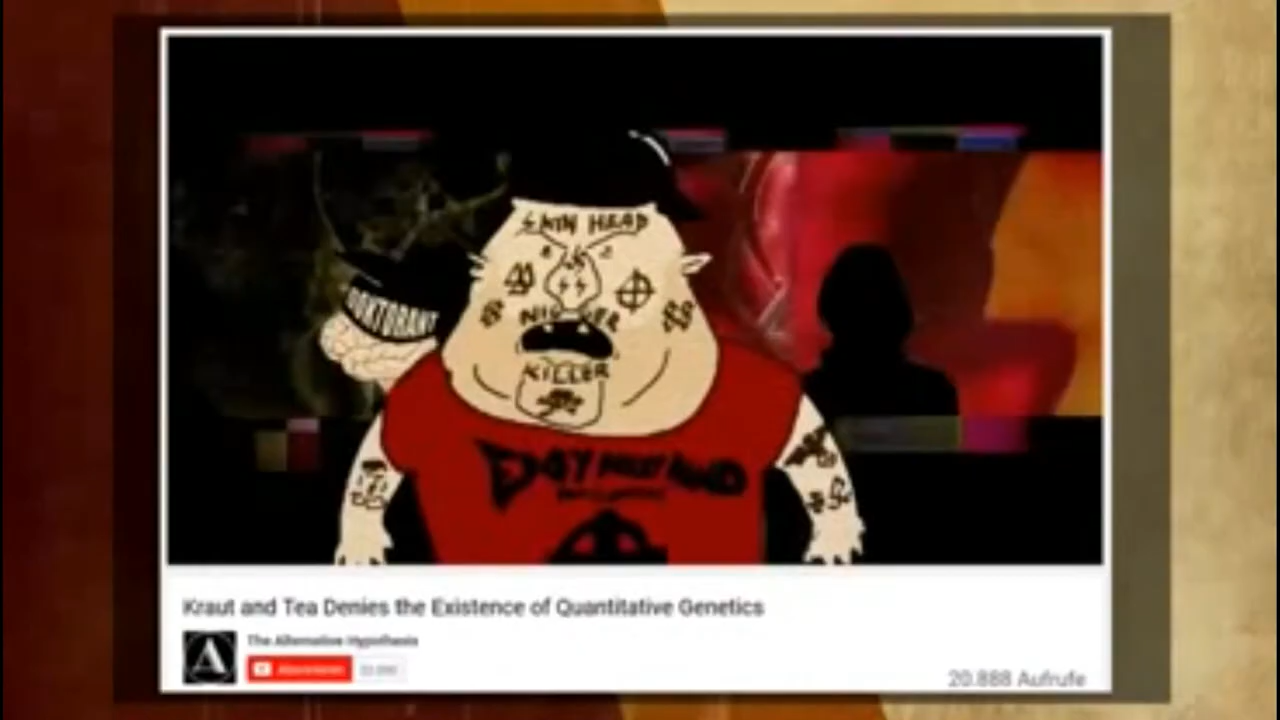 SKIN HEAD
DOKTORANT
NIGGER
KILLER
Kraut and Tea Denies the Existence of Quantitative Genetics
The Alternative Hypothesis
20.888 Aufrufe